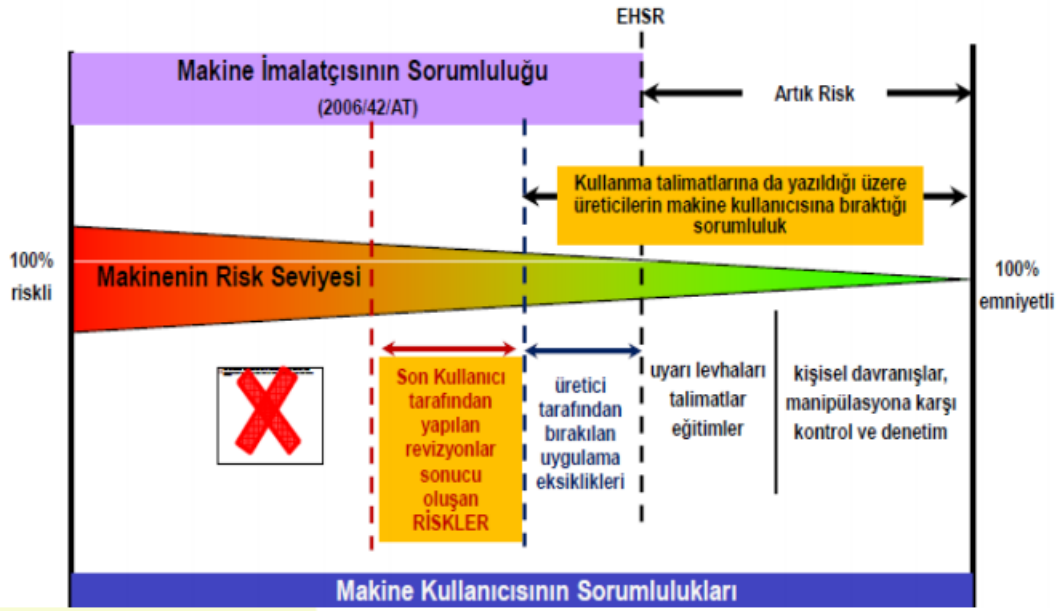 EHSR
Makine İmalatçısının Sorumluluğu
(2006/42/AT)
Artık Risk
Kullanma talimatlarına da yazıldığı üzere
üreticilerin makine kullanıcısına bıraktığı
sorumluluk
100%
riskli
Makinenin Risk Seviyesi
100%
emniyetli
Son Kullanıcı
tarafından
yapılan
revizyonlar
sonucu
oluşan
RİSKLER
üretici
tarafından
bırakılan
uygulama
eksiklikleri
uyarı levhaları
talimatlar
eğitimler
kişisel davranışlar,
manipülasyona karşı
kontrol ve denetim
Makine Kullanıcısının Sorumlulukları